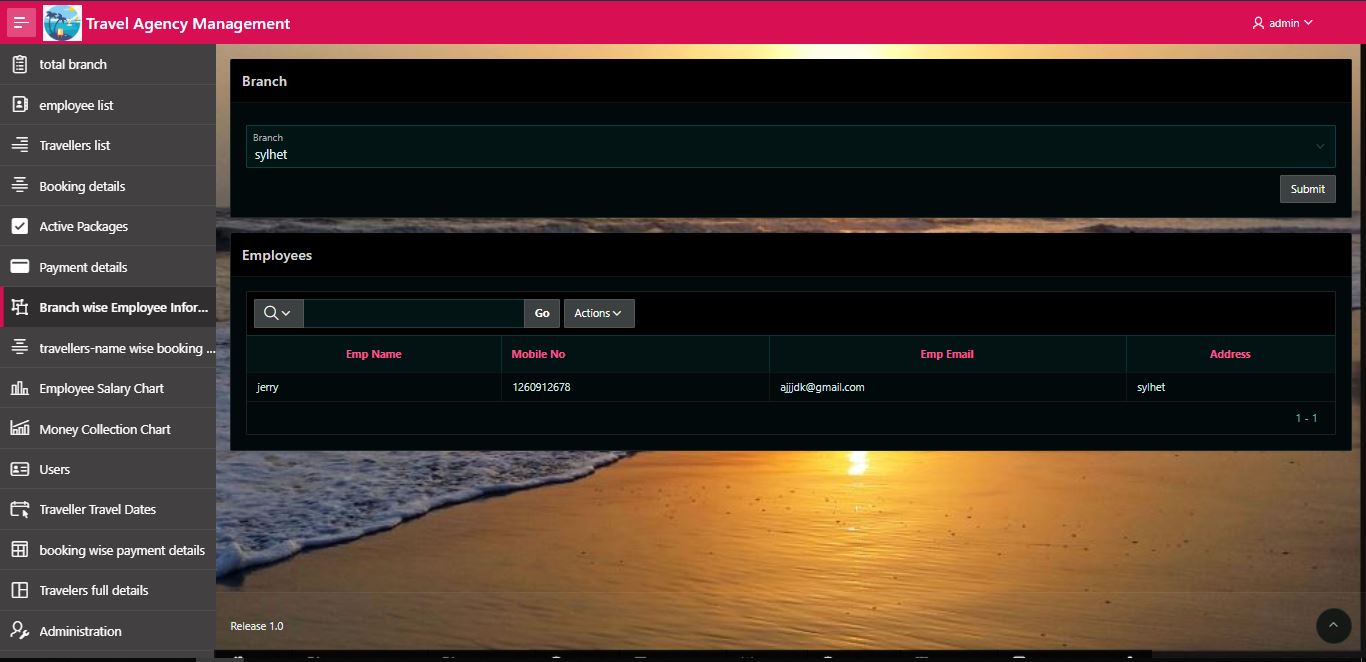 Travel Agency Management
admin
total branch
employee list
Travellers list
Booking details
Active Packages
Payment details
Branch wise Employee Infor...
travellers-name wise booking ...
Employee Salary Chart
Money Collection Chart
Users
Traveller Travel Dates
booking wise payment details
Travelers full details
Administration
Branch
Branch
sylhet
Submit
Employees
Go Actions
Emp Name Mobile No Emp Email Address
jerry 1260912678 ajjjdk@gmail.com sylhet
1 - 1
Release 1.0